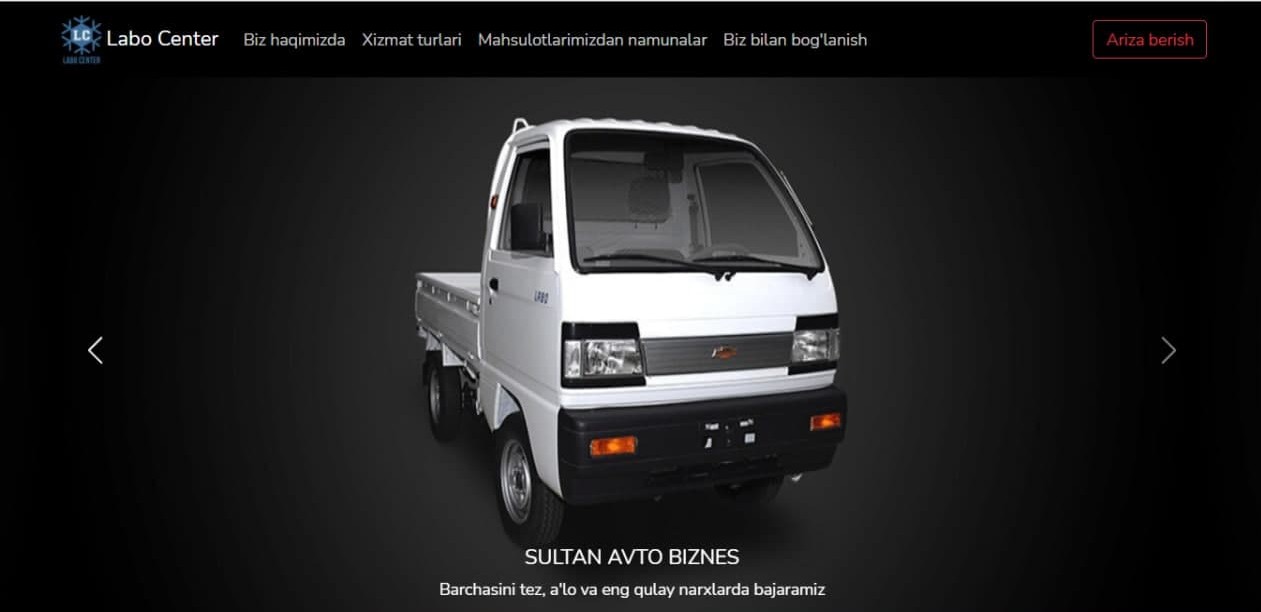 LC
LABO CENTER
Labo Center
Biz haqimizda
Xizmat turlari
Mahsulotlarimizdan namunalar
Biz bilan bog'lanish
Ariza berish
LABO
SULTAN AVTO BIZNES
Barchasini tez, a'lo va eng qulay narxlarda bajaramiz